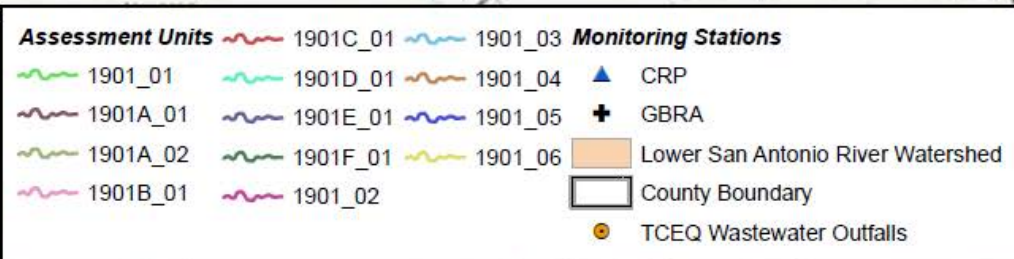 Assessment Units
1901_01
1901A_01
1901A_02
1901B_01
1901C_01
1901D_01
1901E_01
1901F_01
1901_02
1901_03
1901_04
1901_05
1901_06
Monitoring Stations
CRP
GBRA
Lower San Antonio River Watershed
County Boundary
TCEQ Wastewater Outfalls